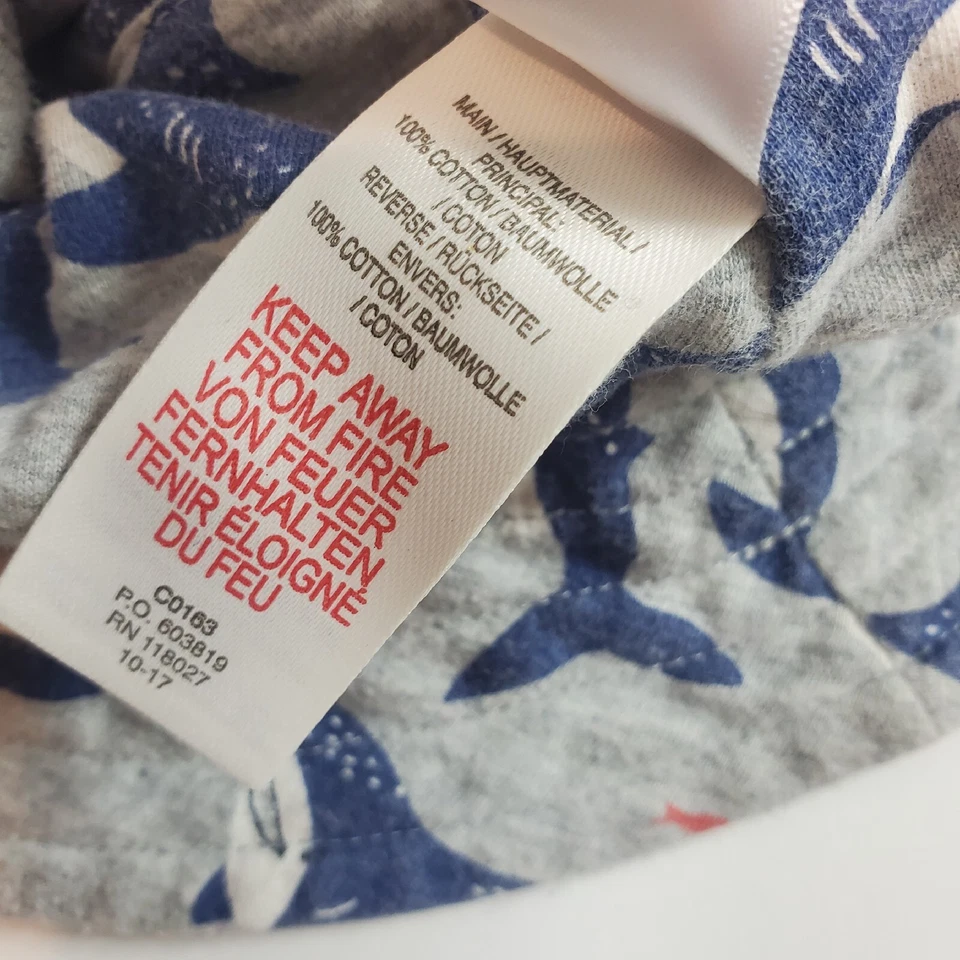 MAIN / HAUPTMATERIAL /
PRINCIPAL:
100% COTTON / BAUMWOLLE
/ COTON
REVERSE / RÜCKSEITE /
ENVERS:
100% COTTON / BAUMWOLLE
/ COTON
KEEP AWAY
FROM FIRE
VON FEUER
FERNHALTEN
TENIR ÉLOIGNÉ
DU FEU
C0163
P.O. 603819
RN 118027
10-17